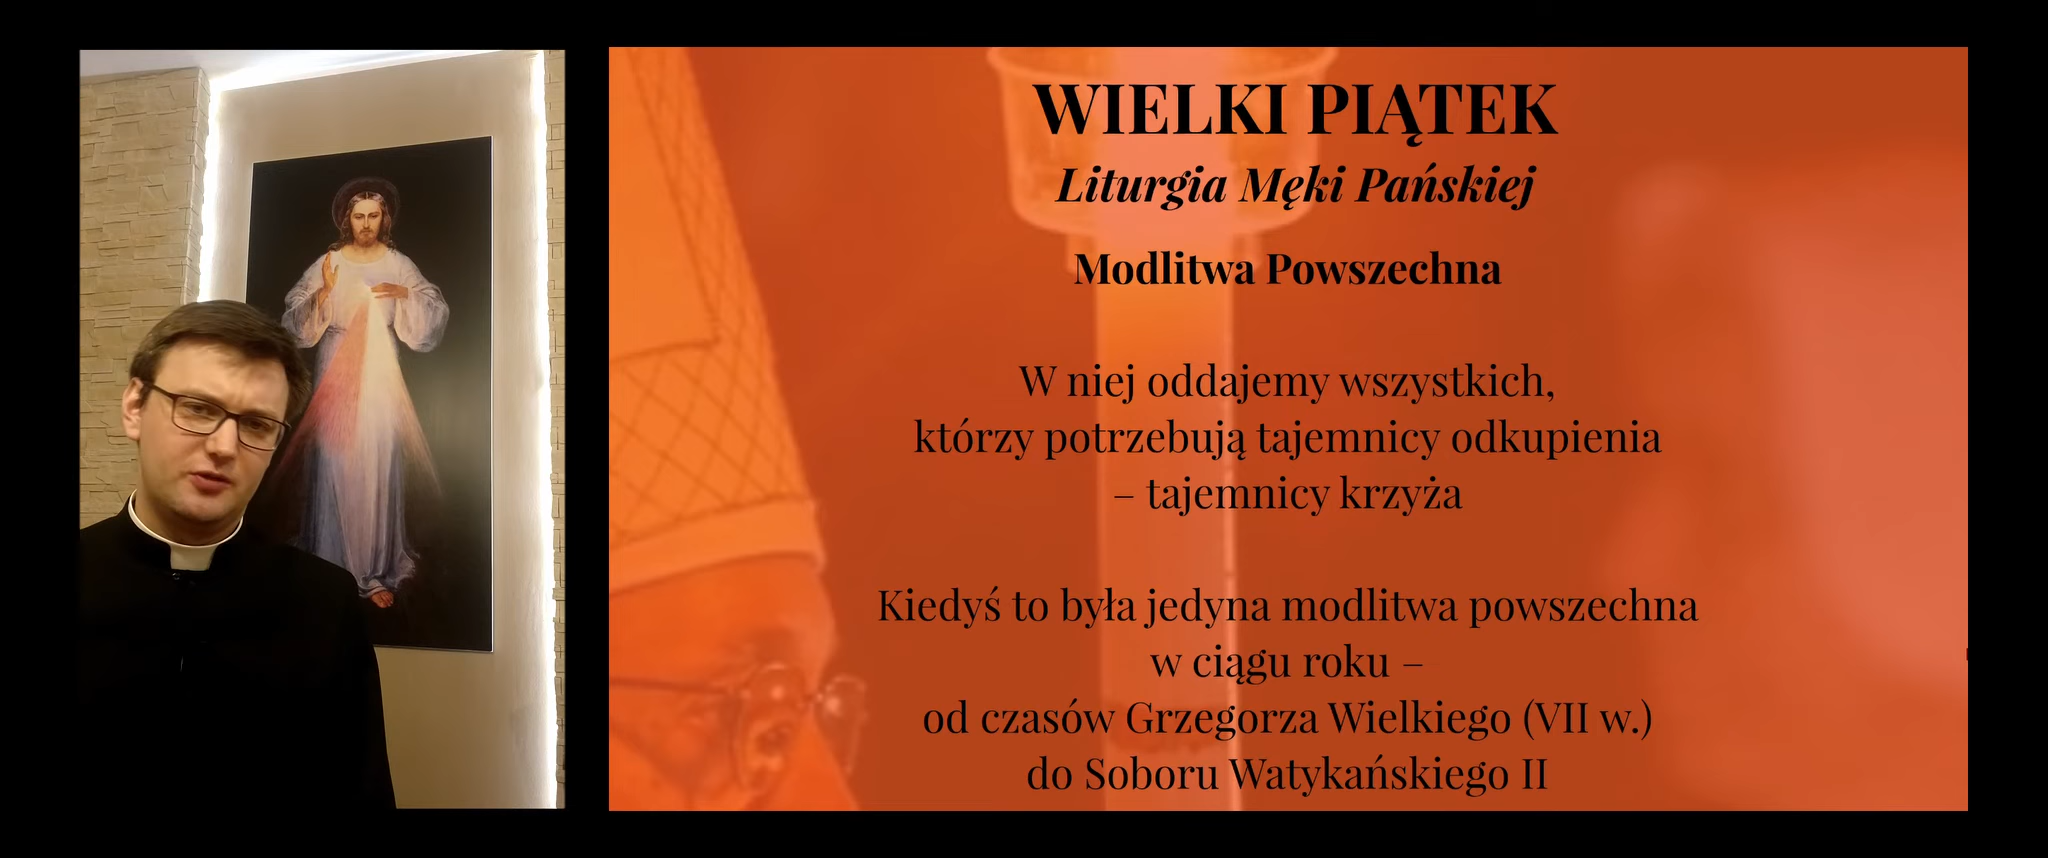 WIELKI PIĄTEK
Liturgia Męki Pańskiej
Modlitwa Powszechna
W niej oddajemy wszystkich,
którzy potrzebują tajemnicy odkupienia
– tajemnicy krzyża
Kiedyś to była jedyna modlitwa powszechna
w ciągu roku –
od czasów Grzegorza Wielkiego (VII w.)
do Soboru Watykańskiego II